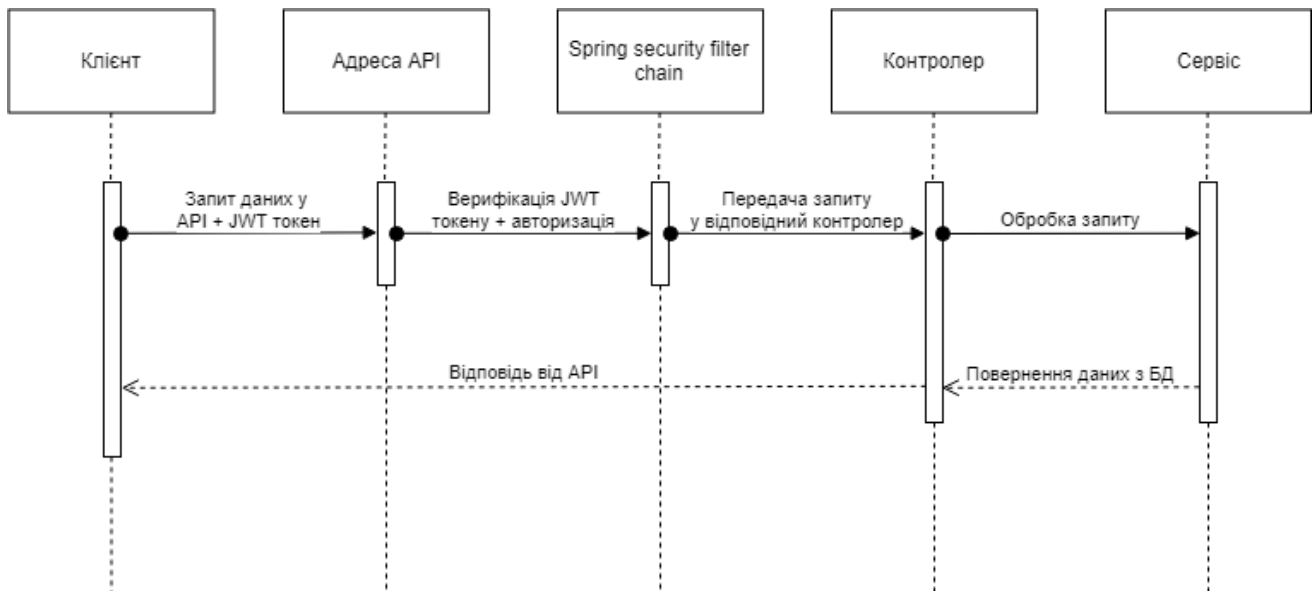 Клієнт
Адреса API
Spring security filter
chain
Контролер
Сервіс
Запит даних у
API + JWT токен
Верифікація JWT
токену + авторизація
Передача запиту
у відповідний контролер
Обробка запиту
Відповідь від API
Повернення даних з БД